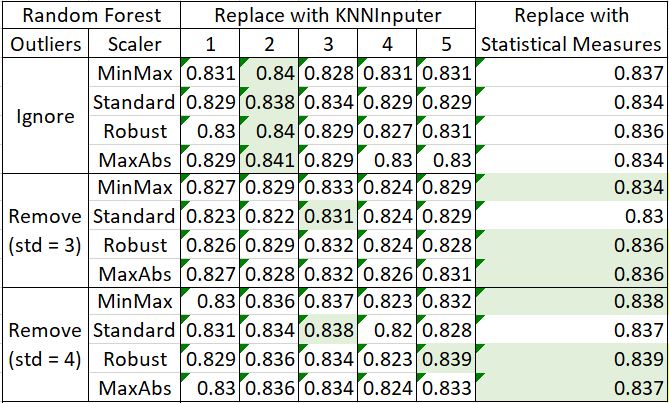 Random Forest Replace with KNNInputer Replace with
Outliers Scaler 1 2 3 4 5 Statistical Measures
Ignore
MinMax 0.831 0.84 0.828 0.831 0.831 0.837
Standard 0.829 0.838 0.834 0.829 0.829 0.834
Robust 0.83 0.84 0.829 0.827 0.831 0.836
MaxAbs 0.829 0.841 0.829 0.83 0.83 0.834
Remove
(std = 3)
MinMax 0.827 0.829 0.833 0.824 0.829 0.834
Standard 0.823 0.822 0.831 0.824 0.829 0.83
Robust 0.826 0.829 0.832 0.824 0.828 0.836
MaxAbs 0.827 0.828 0.832 0.826 0.831 0.836
Remove
(std = 4)
MinMax 0.83 0.836 0.837 0.823 0.832 0.838
Standard 0.831 0.834 0.838 0.82 0.828 0.837
Robust 0.829 0.836 0.834 0.823 0.839 0.839
MaxAbs 0.83 0.836 0.834 0.824 0.833 0.837